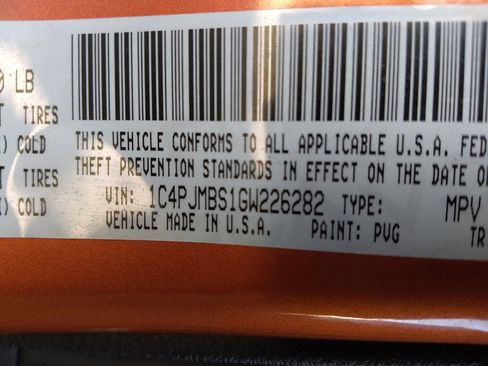 0 LB
T TIRES
) COLD
T TIRES
) COLD
THIS VEHICLE CONFORMS TO ALL APPLICABLE U.S.A. FED
THEFT PREVENTION STANDARDS IN EFFECT ON THE DATE O
VIN: 1C4PJMBS1GW226282 TYPE: MPV
VEHICLE MADE IN U.S.A. PAINT: PVG TR